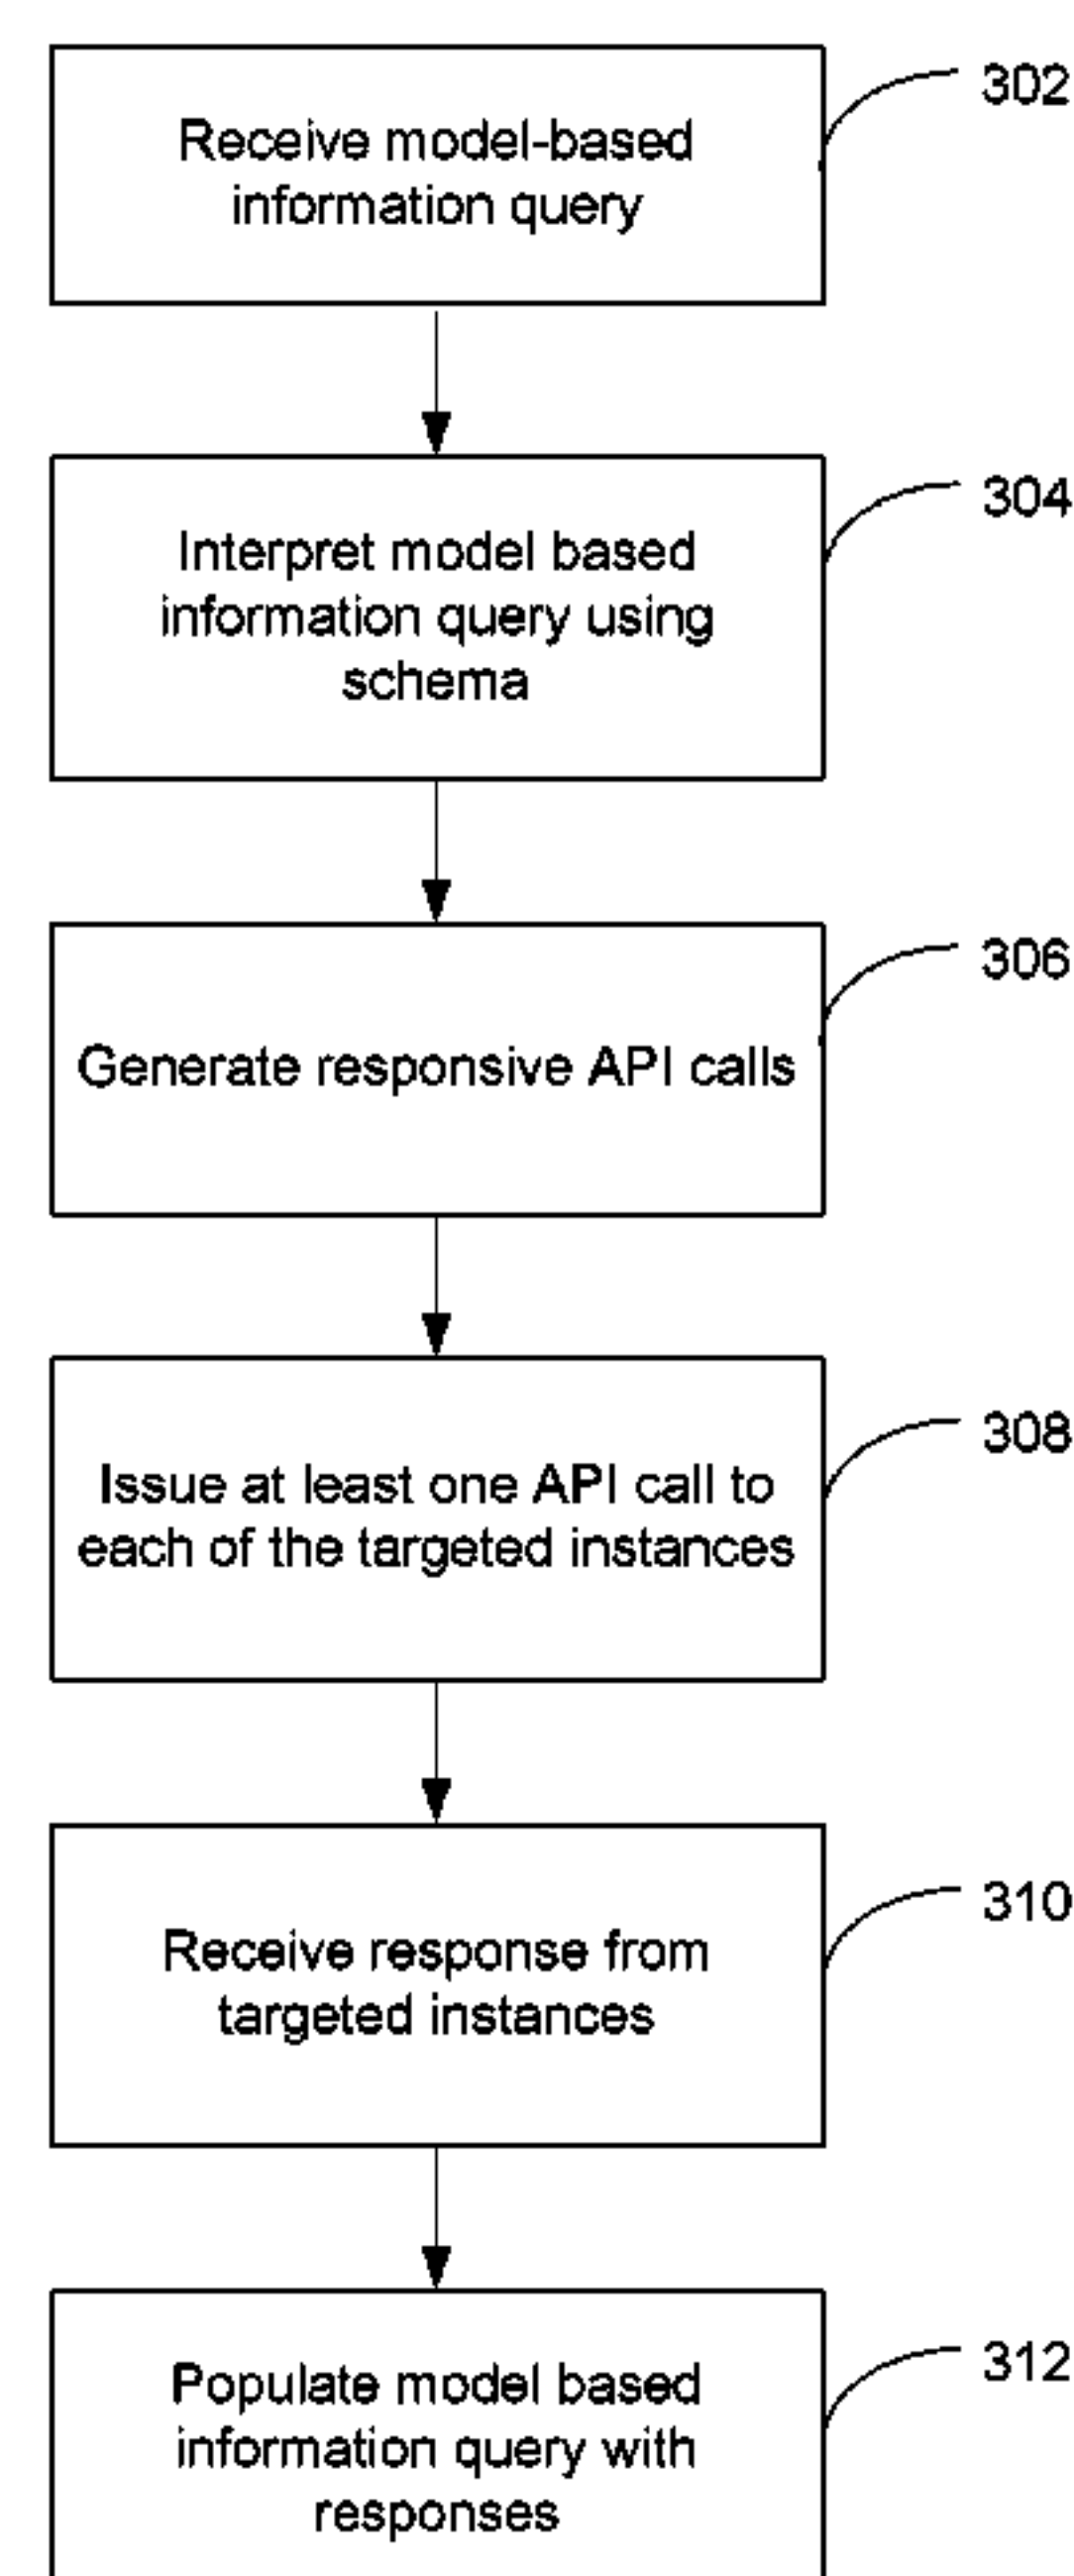 302
Receive model-based
information query
304
Interpret model based
information query using
schema
306
Generate responsive API calls
308
Issue at least one API call to
each of the targeted instances
310
Receive response from
targeted instances
312
Populate model based
information query with
responses